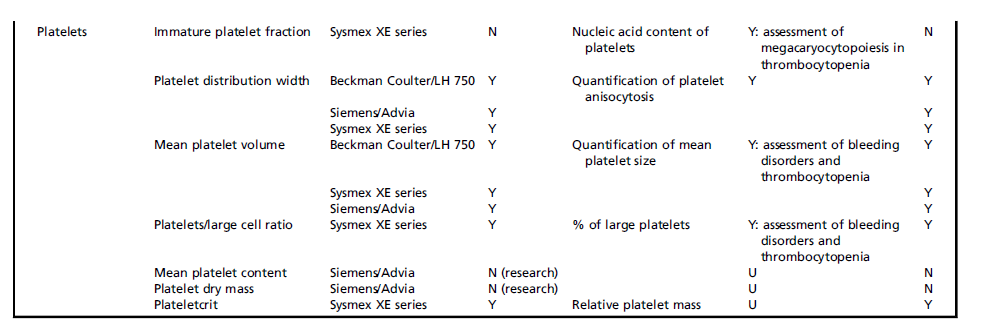 Platelets Immature platelet fraction Sysmex XE series N Nucleic acid content of Y: assessment of N
platelets megacaryocytopoiesis in
thrombocytopenia
Platelet distribution width Beckman Coulter/LH 750 Y Quantification of platelet Y Y
anisocytosis
Siemens/Advia Y Y
Sysmex XE series Y Y
Mean platelet volume Beckman Coulter/LH 750 Y Quantification of mean Y: assessment of bleeding Y
platelet size disorders and
thrombocytopenia
Sysmex XE series Y Y
Siemens/Advia Y Y
Platelets/large cell ratio Sysmex XE series Y % of large platelets Y: assessment of bleeding Y
disorders and
thrombocytopenia
Mean platelet content Siemens/Advia N (research) U N
Platelet dry mass Siemens/Advia N (research) U N
Plateletcrit Sysmex XE series Y Relative platelet mass U Y